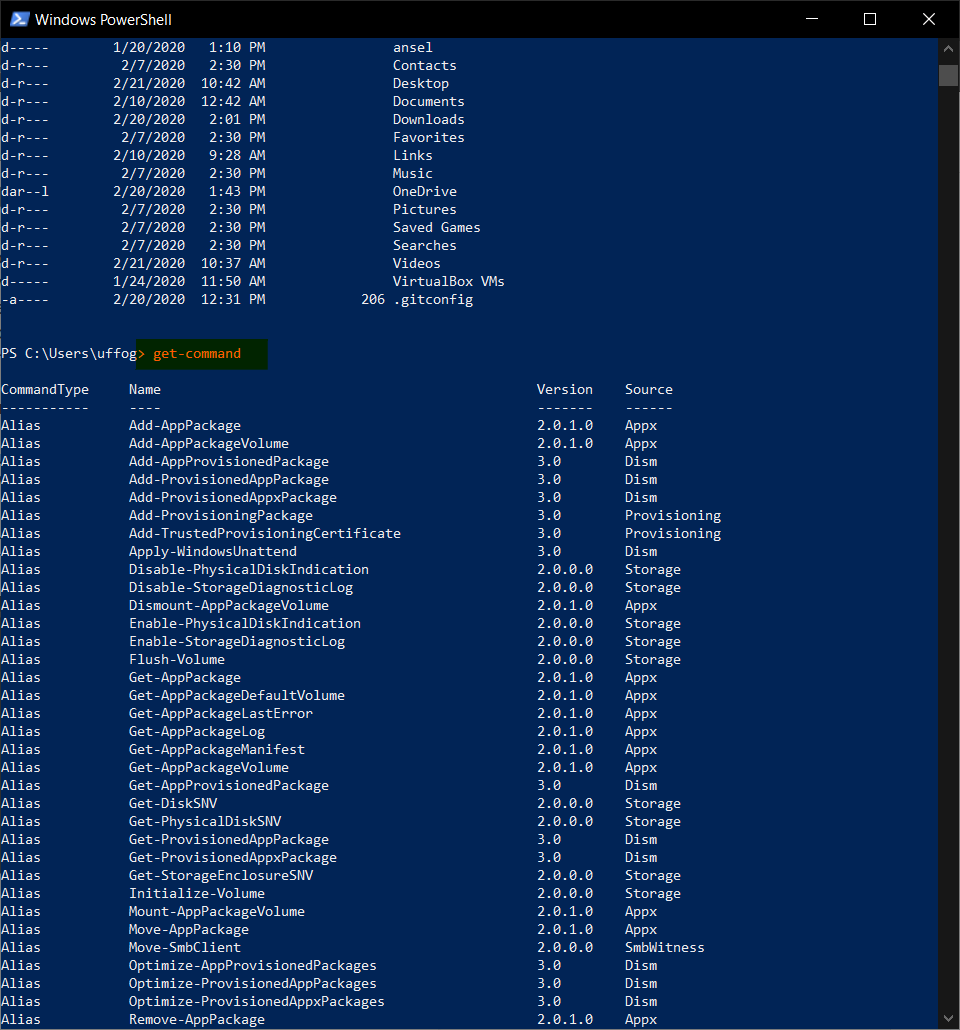 Windows PowerShell
d-----        1/20/2020   1:10 PM                ansel
d-r---         2/7/2020   2:30 PM                Contacts
d-r---        2/21/2020  10:42 AM                Desktop
d-r---        2/10/2020  12:42 AM                Documents
d-r---        2/20/2020   2:01 PM                Downloads
d-r---         2/7/2020   2:30 PM                Favorites
d-r---        2/10/2020   9:28 AM                Links
d-r---         2/7/2020   2:30 PM                Music
dar--l        2/20/2020   1:43 PM                OneDrive
d-r---         2/7/2020   2:30 PM                Pictures
d-r---         2/7/2020   2:30 PM                Saved Games
d-r---         2/7/2020   2:30 PM                Searches
d-r---        2/21/2020  10:37 AM                Videos
d-----        1/24/2020  11:50 AM                VirtualBox VMs
-a----        2/20/2020  12:31 PM            206 .gitconfig
PS C:\Users\uffog> get-command
CommandType     Name                                               Version    Source
-----------     ----                                               -------    ------
Alias           Add-AppPackage                                     2.0.1.0    Appx
Alias           Add-AppPackageVolume                               2.0.1.0    Appx
Alias           Add-AppProvisionedPackage                          3.0        Dism
Alias           Add-ProvisionedAppPackage                          3.0        Dism
Alias           Add-ProvisionedAppxPackage                         3.0        Dism
Alias           Add-ProvisioningPackage                            3.0        Provisioning
Alias           Add-TrustedProvisioningCertificate                 3.0        Provisioning
Alias           Apply-WindowsUnattend                              3.0        Dism
Alias           Disable-PhysicalDiskIndication                     2.0.0.0    Storage
Alias           Disable-StorageDiagnosticLog                       2.0.0.0    Storage
Alias           Dismount-AppPackageVolume                          2.0.1.0    Appx
Alias           Enable-PhysicalDiskIndication                      2.0.0.0    Storage
Alias           Enable-StorageDiagnosticLog                        2.0.0.0    Storage
Alias           Flush-Volume                                       2.0.0.0    Storage
Alias           Get-AppPackage                                     2.0.1.0    Appx
Alias           Get-AppPackageDefaultVolume                        2.0.1.0    Appx
Alias           Get-AppPackageLastError                            2.0.1.0    Appx
Alias           Get-AppPackageLog                                  2.0.1.0    Appx
Alias           Get-AppPackageManifest                             2.0.1.0    Appx
Alias           Get-AppPackageVolume                               2.0.1.0    Appx
Alias           Get-AppProvisionedPackage                          3.0        Dism
Alias           Get-DiskSNV                                        2.0.0.0    Storage
Alias           Get-PhysicalDiskSNV                                2.0.0.0    Storage
Alias           Get-ProvisionedAppPackage                          3.0        Dism
Alias           Get-ProvisionedAppxPackage                         3.0        Dism
Alias           Get-StorageEnclosureSNV                            2.0.0.0    Storage
Alias           Initialize-Volume                                  2.0.0.0    Storage
Alias           Mount-AppPackageVolume                             2.0.1.0    Appx
Alias           Move-AppPackage                                    2.0.1.0    Appx
Alias           Move-SmbClient                                     2.0.0.0    SmbWitness
Alias           Optimize-AppProvisionedPackages                    3.0        Dism
Alias           Optimize-ProvisionedAppPackages                    3.0        Dism
Alias           Optimize-ProvisionedAppxPackages                   3.0        Dism
Alias           Remove-AppPackage                                  2.0.1.0    Appx